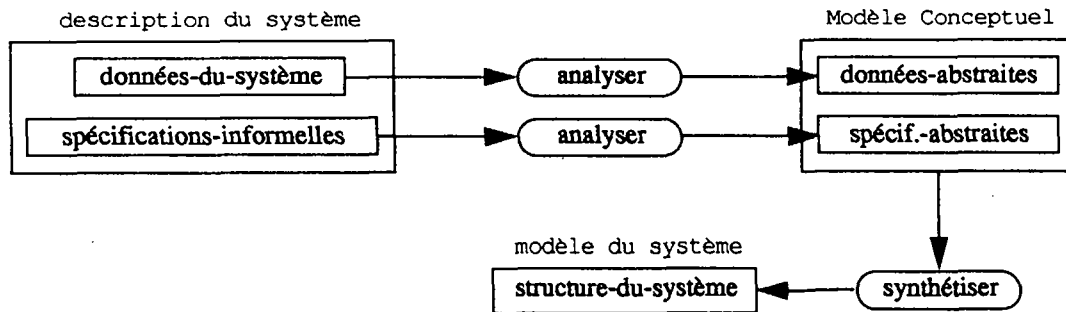 description du système
Modèle Conceptuel
données-du-système
analyser
données-abstraites
spécifications-informelles
analyser
spécif.-abstraites
modèle du système
structure-du-système
synthétiser